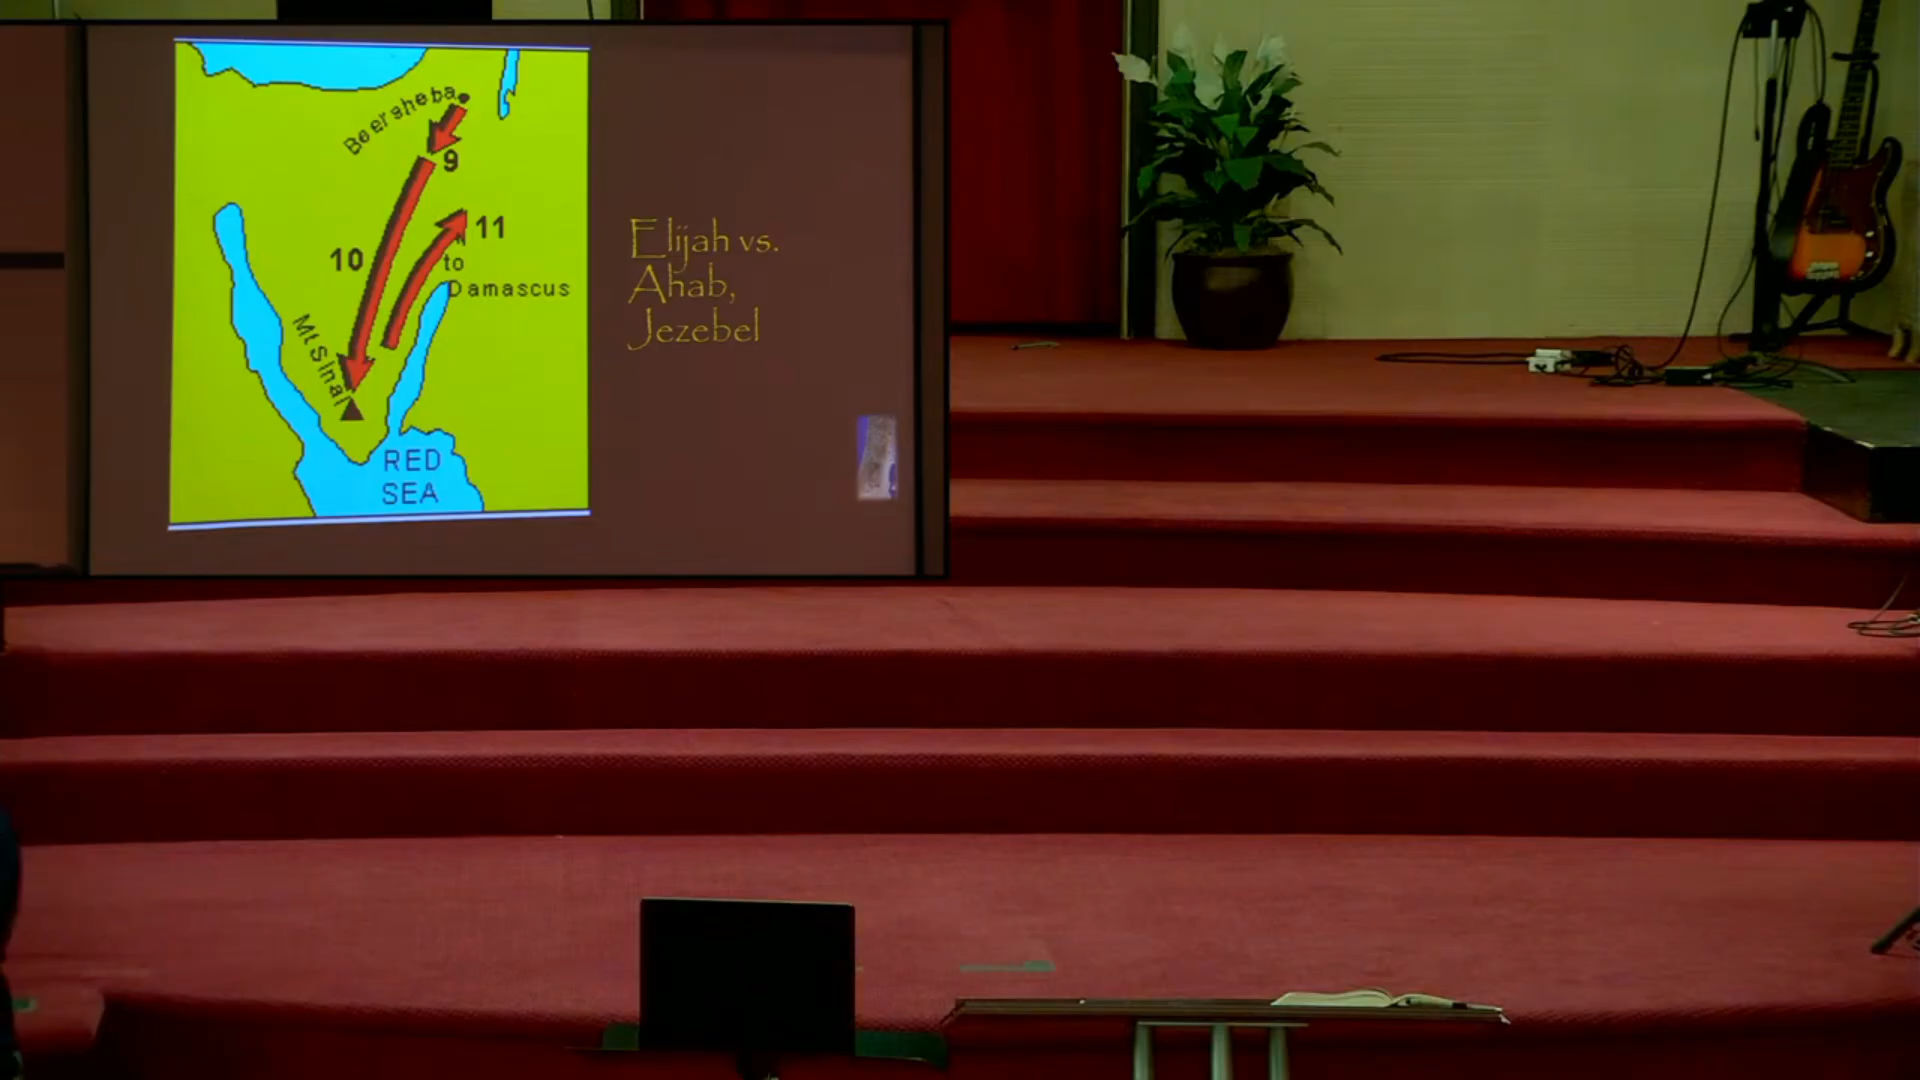 Beersheba
9
11
10
to
Damascus
Mt Sinai
RED
SEA
Elijah vs.
Ahab,
Jezebel